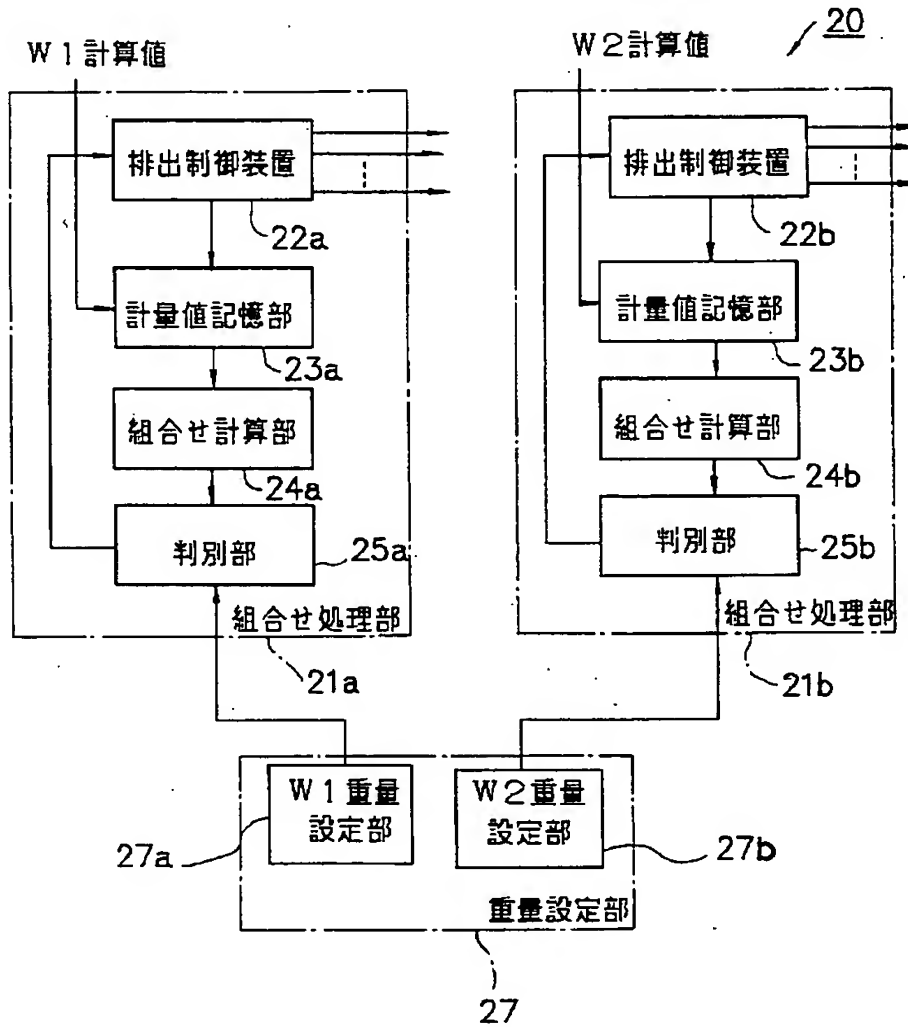 20
W1計算値
W2計算値
排出制御装置
22a
計量値記憶部
23a
組合せ計算部
24a
判別部
25a
組合せ処理部
21a
排出制御装置
22b
計量値記憶部
23b
組合せ計算部
24b
判別部
25b
組合せ処理部
21b
W1重量
設定部
27a
W2重量
設定部
27b
重量設定部
27